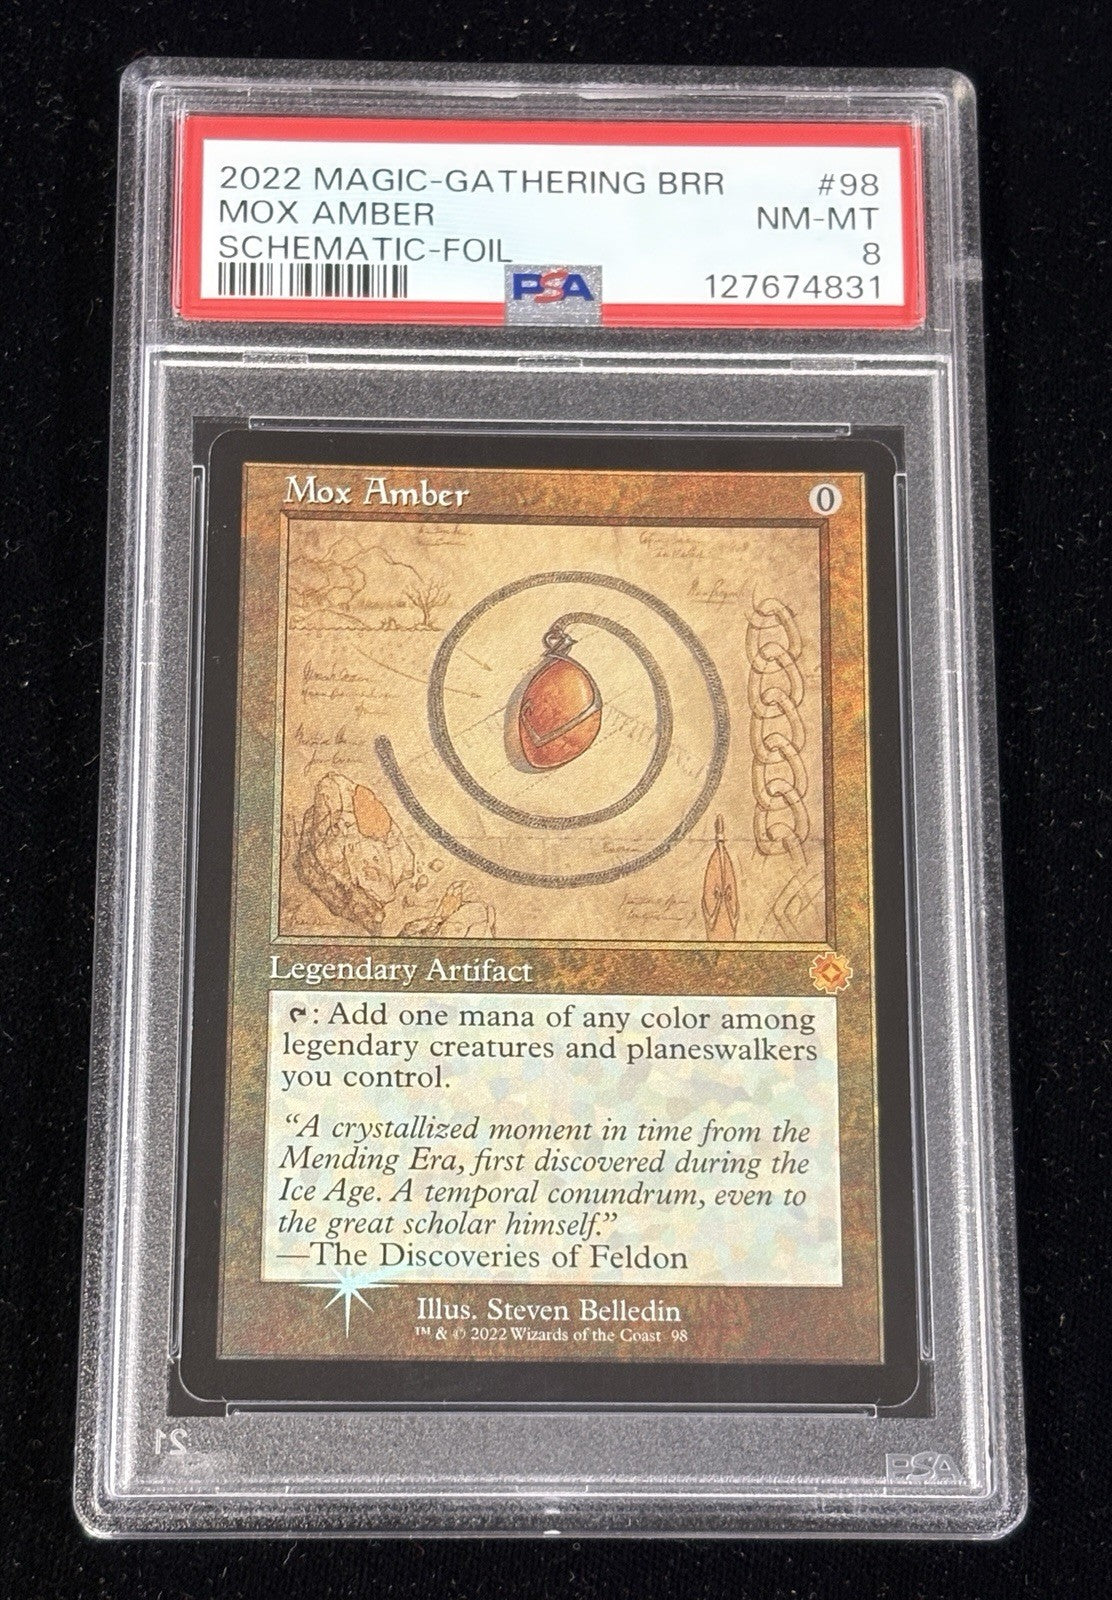 2022 MAGIC-GATHERING BRR #98
MOX AMBER NM-MT
SCHEMATIC-FOIL 8
PSA 127674831
Mox Amber 0
Legendary Artifact
: Add one mana of any color among
legendary creatures and planeswalkers
you control.
“A crystallized moment in time from the
Mending Era, first discovered during the
Ice Age. A temporal conundrum, even to
the great scholar himself.”
—The Discoveries of Feldon
Illus. Steven Belledin
™ & © 2022 Wizards of the Coast 98
21 PSA